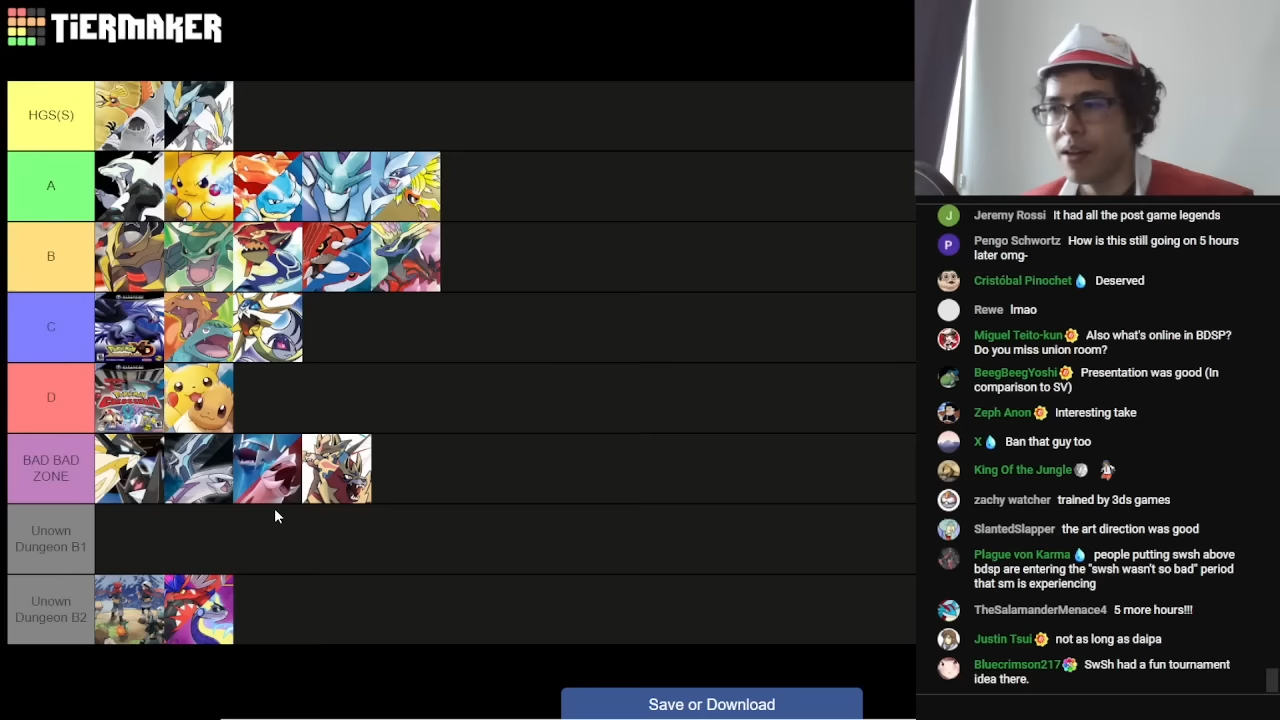 TiERMAKER
HGS(S)
A
B
C
D
BAD BAD
ZONE
Unown
Dungeon B1
Unown
Dungeon B2
Save or Download
J Jeremy Rossi It had all the post game legends
P Pengo Schwortz How is this still going on 5 hours
later omg-
Cristóbal Pinochet Deserved
Rewe lmao
Miguel Teito-kun Also what's online in BDSP?
Do you miss union room?
BeegBeegYoshi Presentation was good (In
comparison to SV)
Zeph Anon Interesting take
X Ban that guy too
King Of the Jungle
zachy watcher trained by 3ds games
SlantedSlapper the art direction was good
Plague von Karma people putting swsh above
bdsp are entering the "swsh wasn't so bad" period
that sm is experiencing
TheSalamanderMenace4 5 more hours!!!
Justin Tsui not as long as daipa
Bluecrimson217 SwSh had a fun tournament
idea there.